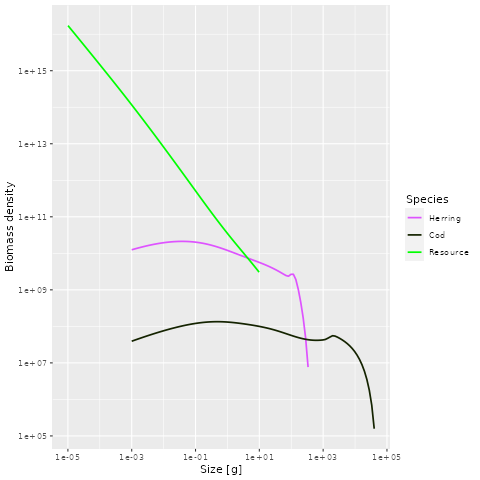 1e+15
1e+13
1e+11
1e+09
1e+07
1e+05
Biomass density
1e-05 1e-03 1e-01 1e+01 1e+03 1e+05
Size [g]
Species
Herring
Cod
Resource